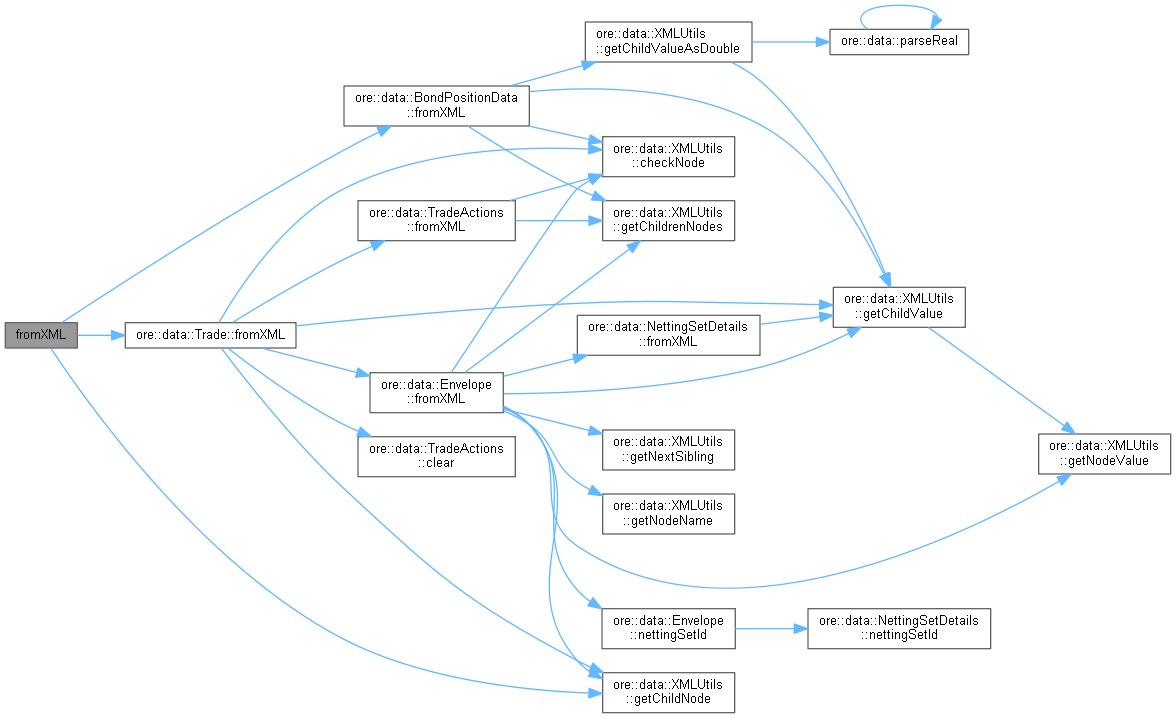 fromXML
ore::data::Trade::fromXML
ore::data::BondPositionData
::fromXML
ore::data::TradeActions
::fromXML
ore::data::Envelope
::fromXML
ore::data::TradeActions
::clear
ore::data::XMLUtils
::getChildValueAsDouble
ore::data::XMLUtils
::checkNode
ore::data::XMLUtils
::getChildrenNodes
ore::data::NettingSetDetails
::fromXML
ore::data::XMLUtils
::getNextSibling
ore::data::XMLUtils
::getNodeName
ore::data::Envelope
::nettingSetId
ore::data::XMLUtils
::getChildNode
ore::data::parseReal
ore::data::XMLUtils
::getChildValue
ore::data::NettingSetDetails
::nettingSetId
ore::data::XMLUtils
::getNodeValue